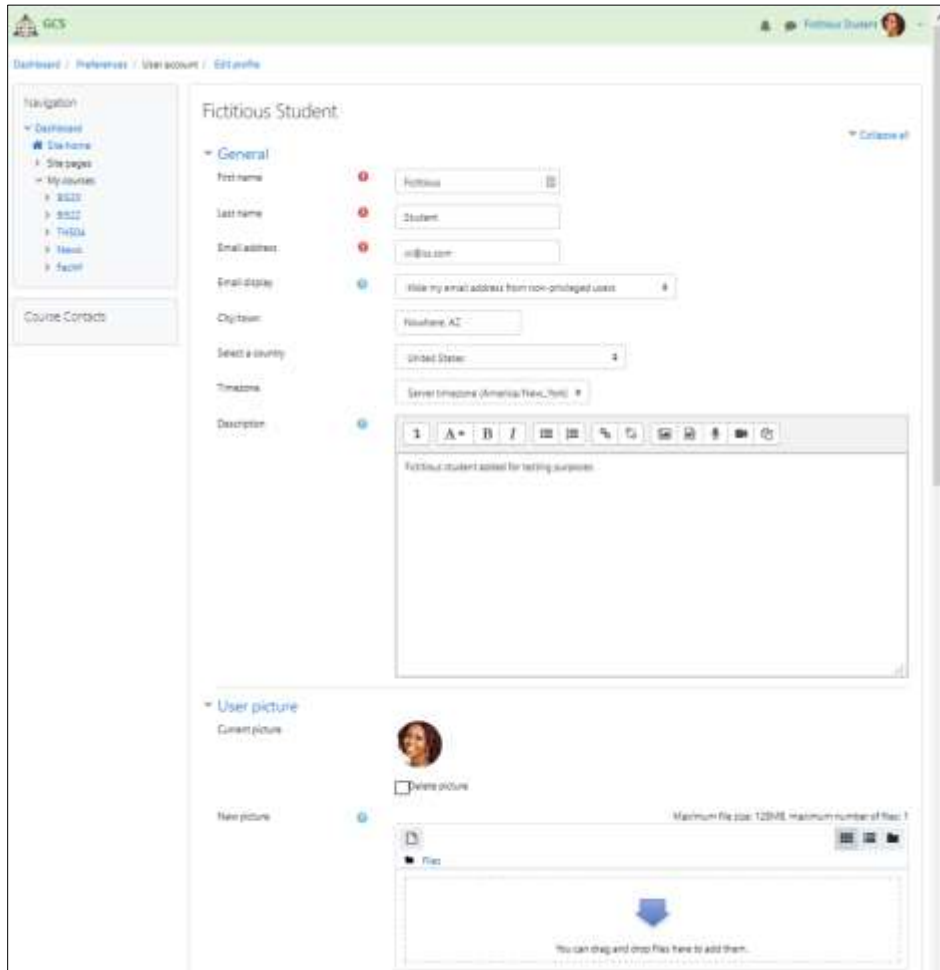 GCS
Fictitious Student
Dashboard / Preferences / User account / Edit profile
Navigation
Dashboard
Site home
Site pages
My courses
BI522
TH504
News
Course Contacts
Fictitious Student
Collapse all
General
First name
Fictitious
Last name
Student
Email address
Email display
Hide my email address from non-privileged users
City/town
Nowhere, AZ
Select a country
United States
Timezone
Server timezone (America/New_York)
Description
A B I
Fictitious student added for testing purposes
User picture
Current picture
Delete picture
New picture
Maximum file size: 128MB, maximum number of files: 1
Files
You can drag and drop files here to add them.